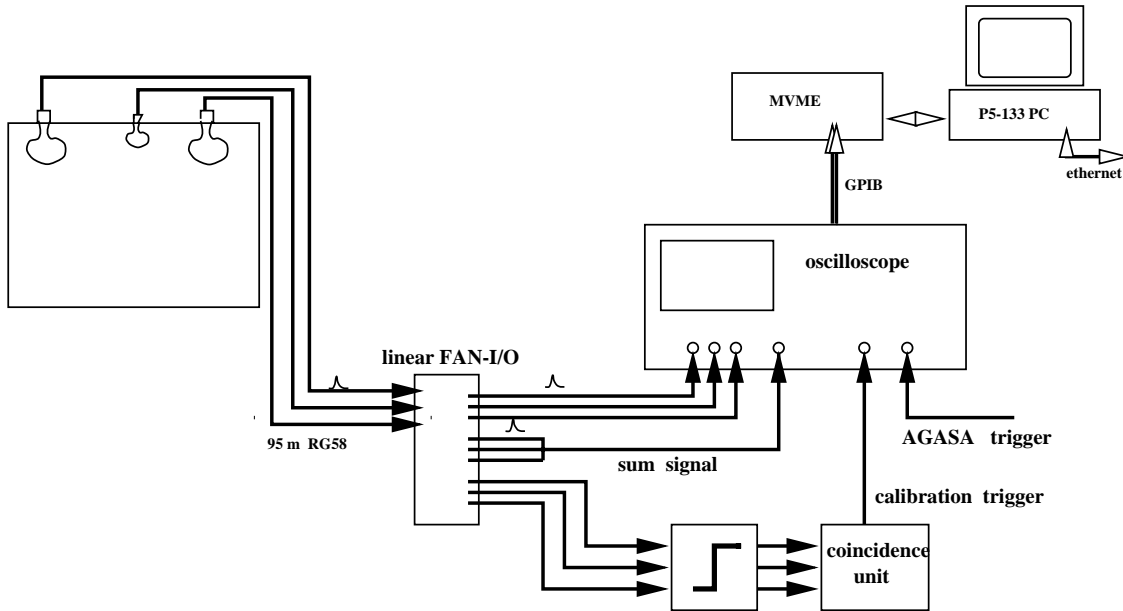 MVME
P5-133 PC
ethernet
GPIB
oscilloscope
linear FAN-I/O
95 m RG58
sum signal
AGASA trigger
calibration trigger
coincidence
unit